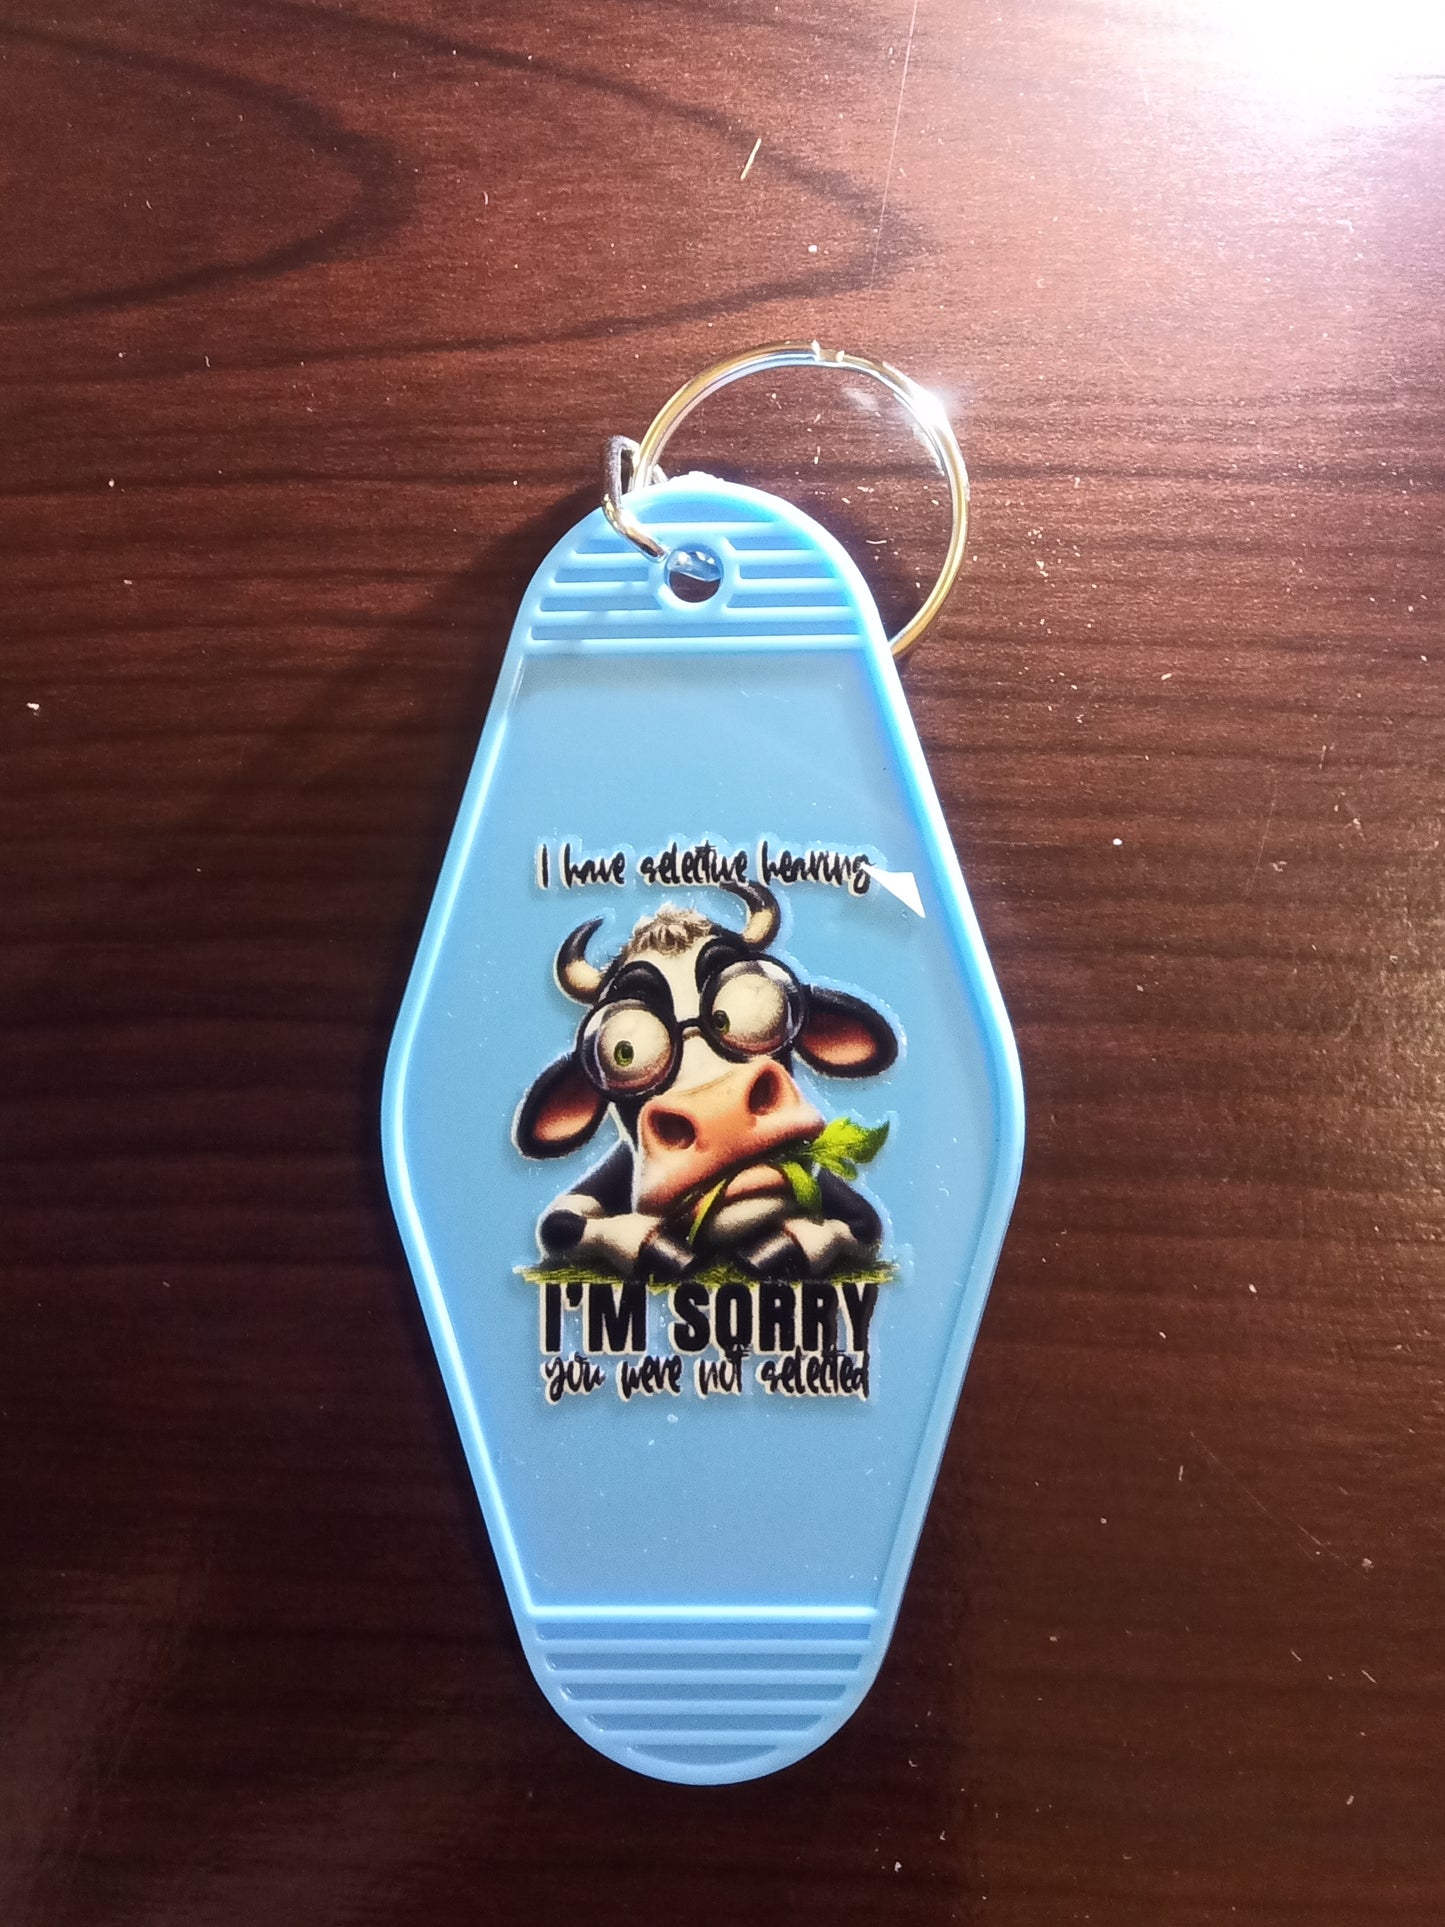 I have selective hearing
I'M SORRY
you were not selected